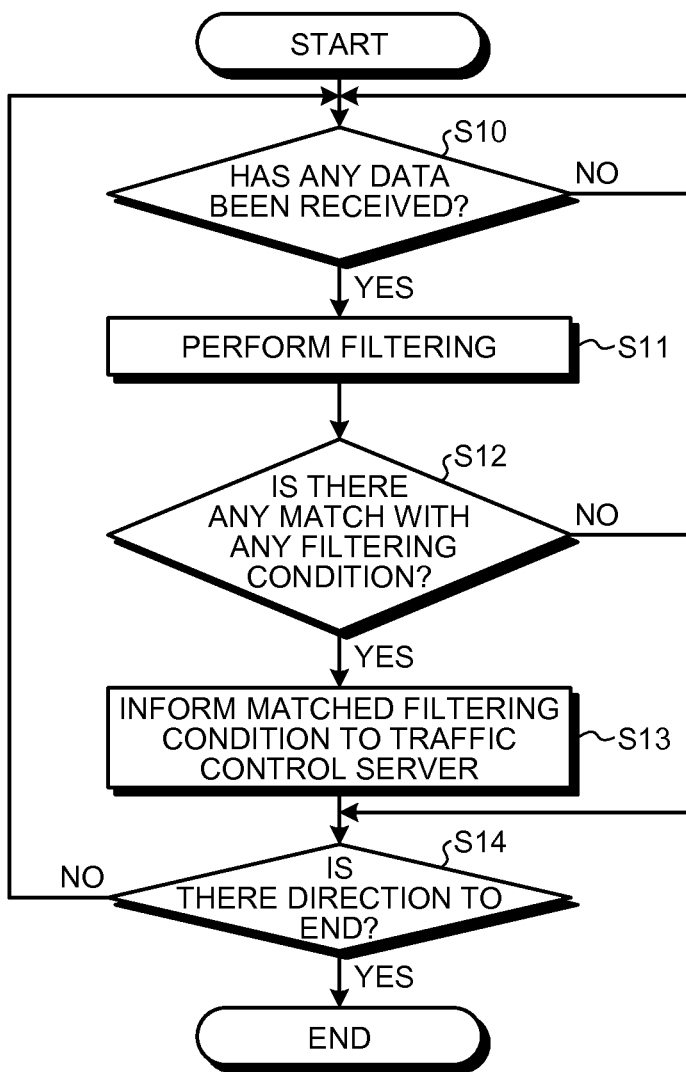 START
S10
HAS ANY DATA
BEEN RECEIVED?
NO
YES
PERFORM FILTERING
S11
S12
IS THERE
ANY MATCH WITH
ANY FILTERING
CONDITION?
NO
YES
INFORM MATCHED FILTERING
CONDITION TO TRAFFIC
CONTROL SERVER
S13
S14
IS
THERE DIRECTION TO
END?
NO
YES
END